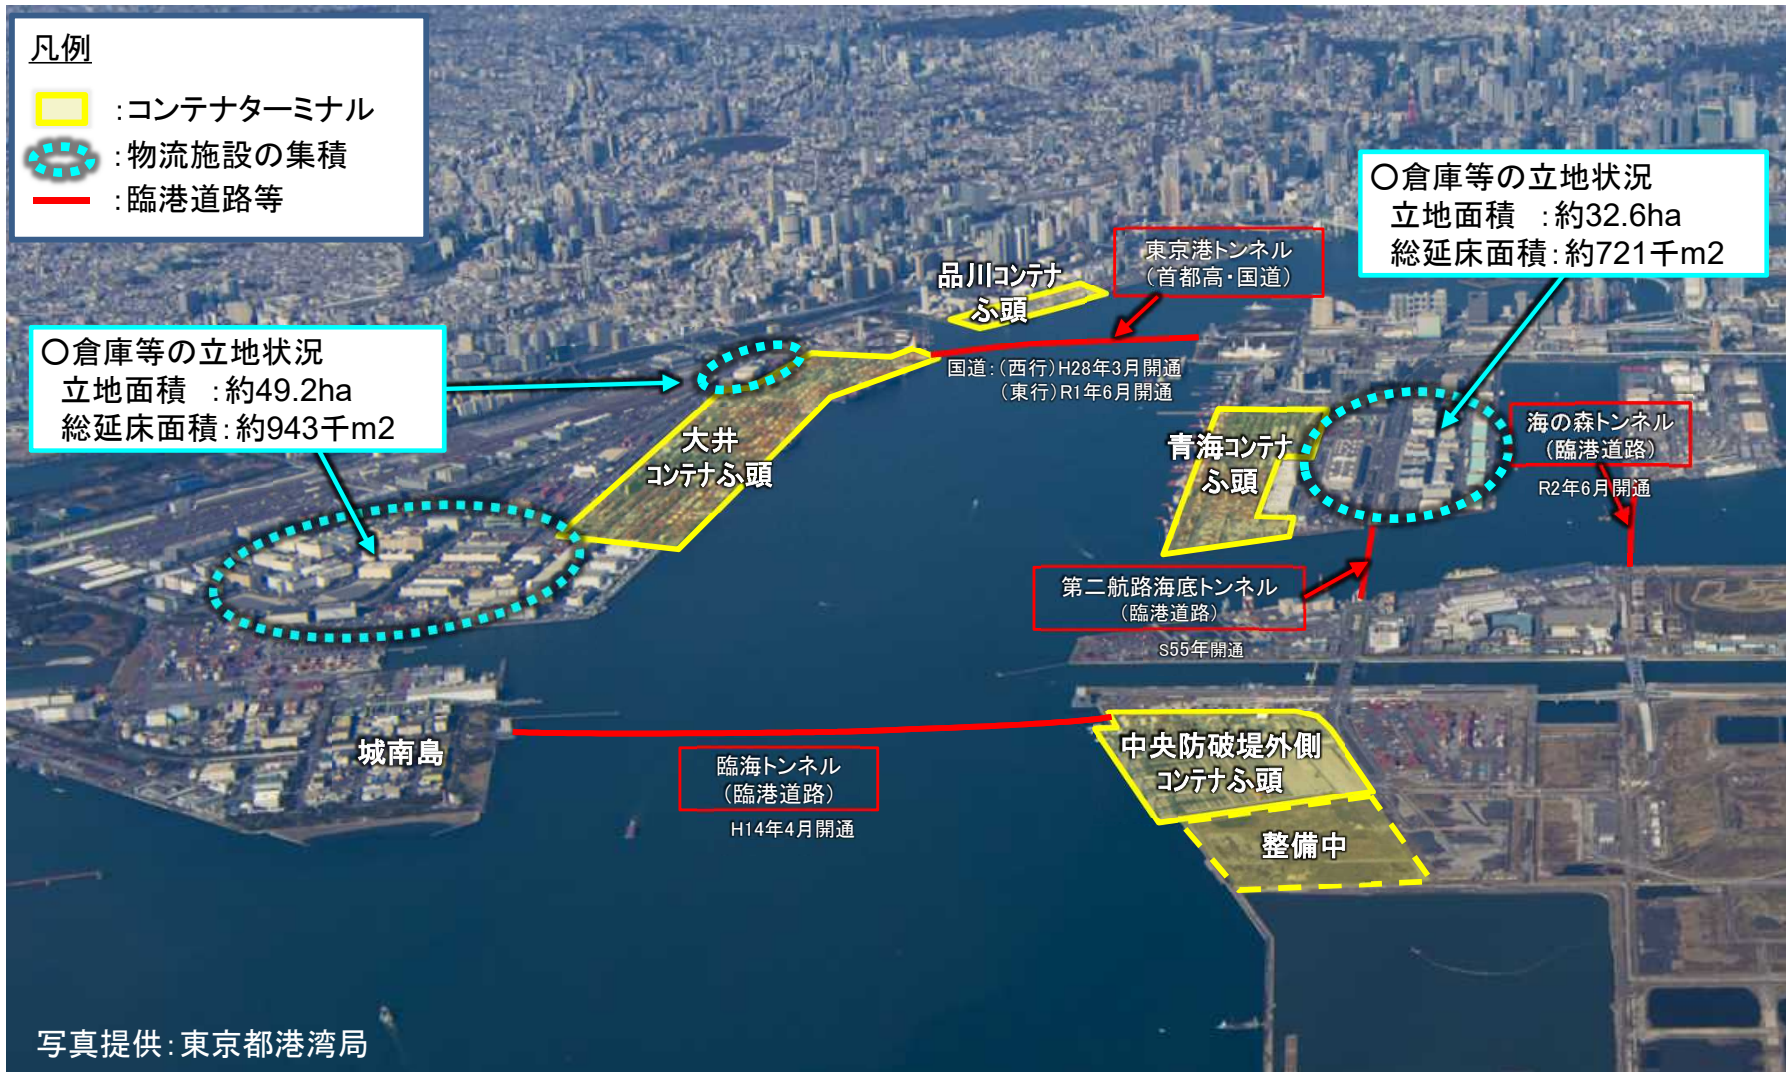 凡例
：コンテナターミナル
：物流施設の集積
：臨港道路等
〇倉庫等の立地状況
立地面積　：約32.6ha
総延床面積：約721千m2
東京港トンネル
（首都高・国道）
品川コンテナ
ふ頭
国道：（西行）H28年3月開通
（東行）R1年6月開通
〇倉庫等の立地状況
立地面積　：約49.2ha
総延床面積：約943千m2
大井
コンテナふ頭
青海コンテナ
ふ頭
海の森トンネル
（臨港道路）
R2年6月開通
第二航路海底トンネル
（臨港道路）
S55年開通
城南島
臨海トンネル
（臨港道路）
H14年4月開通
中央防破堤外側
コンテナふ頭
整備中
写真提供：東京都港湾局